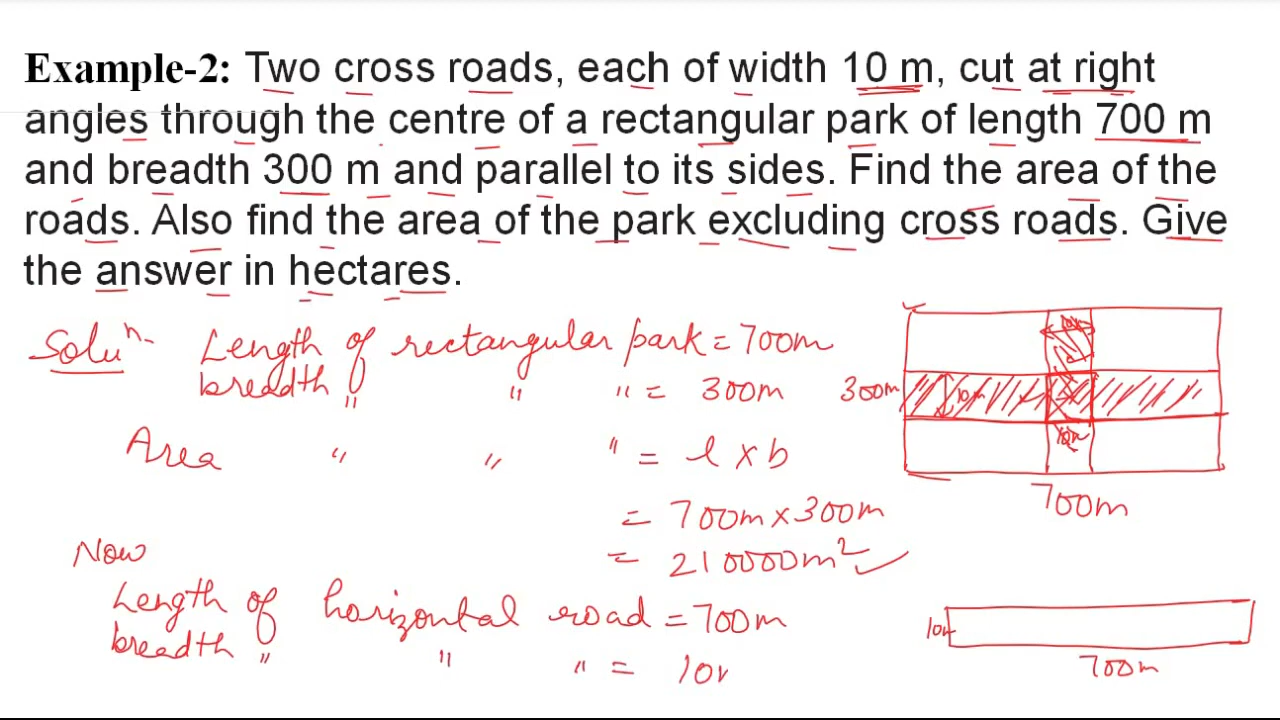 Example-2: Two cross roads, each of width 10 m, cut at right
angles through the centre of a rectangular park of length 700 m
and breadth 300 m and parallel to its sides. Find the area of the
roads. Also find the area of the park excluding cross roads. Give
the answer in hectares.
Soluⁿ- Length of rectangular park = 700m
breadth " " " = 300m
Area " " " = l x b
= 700m x 300m
= 210000m²
Now
Length of horizontal road = 700m
breadth " " " = 10
300m
10m
10m
700m
10
700m